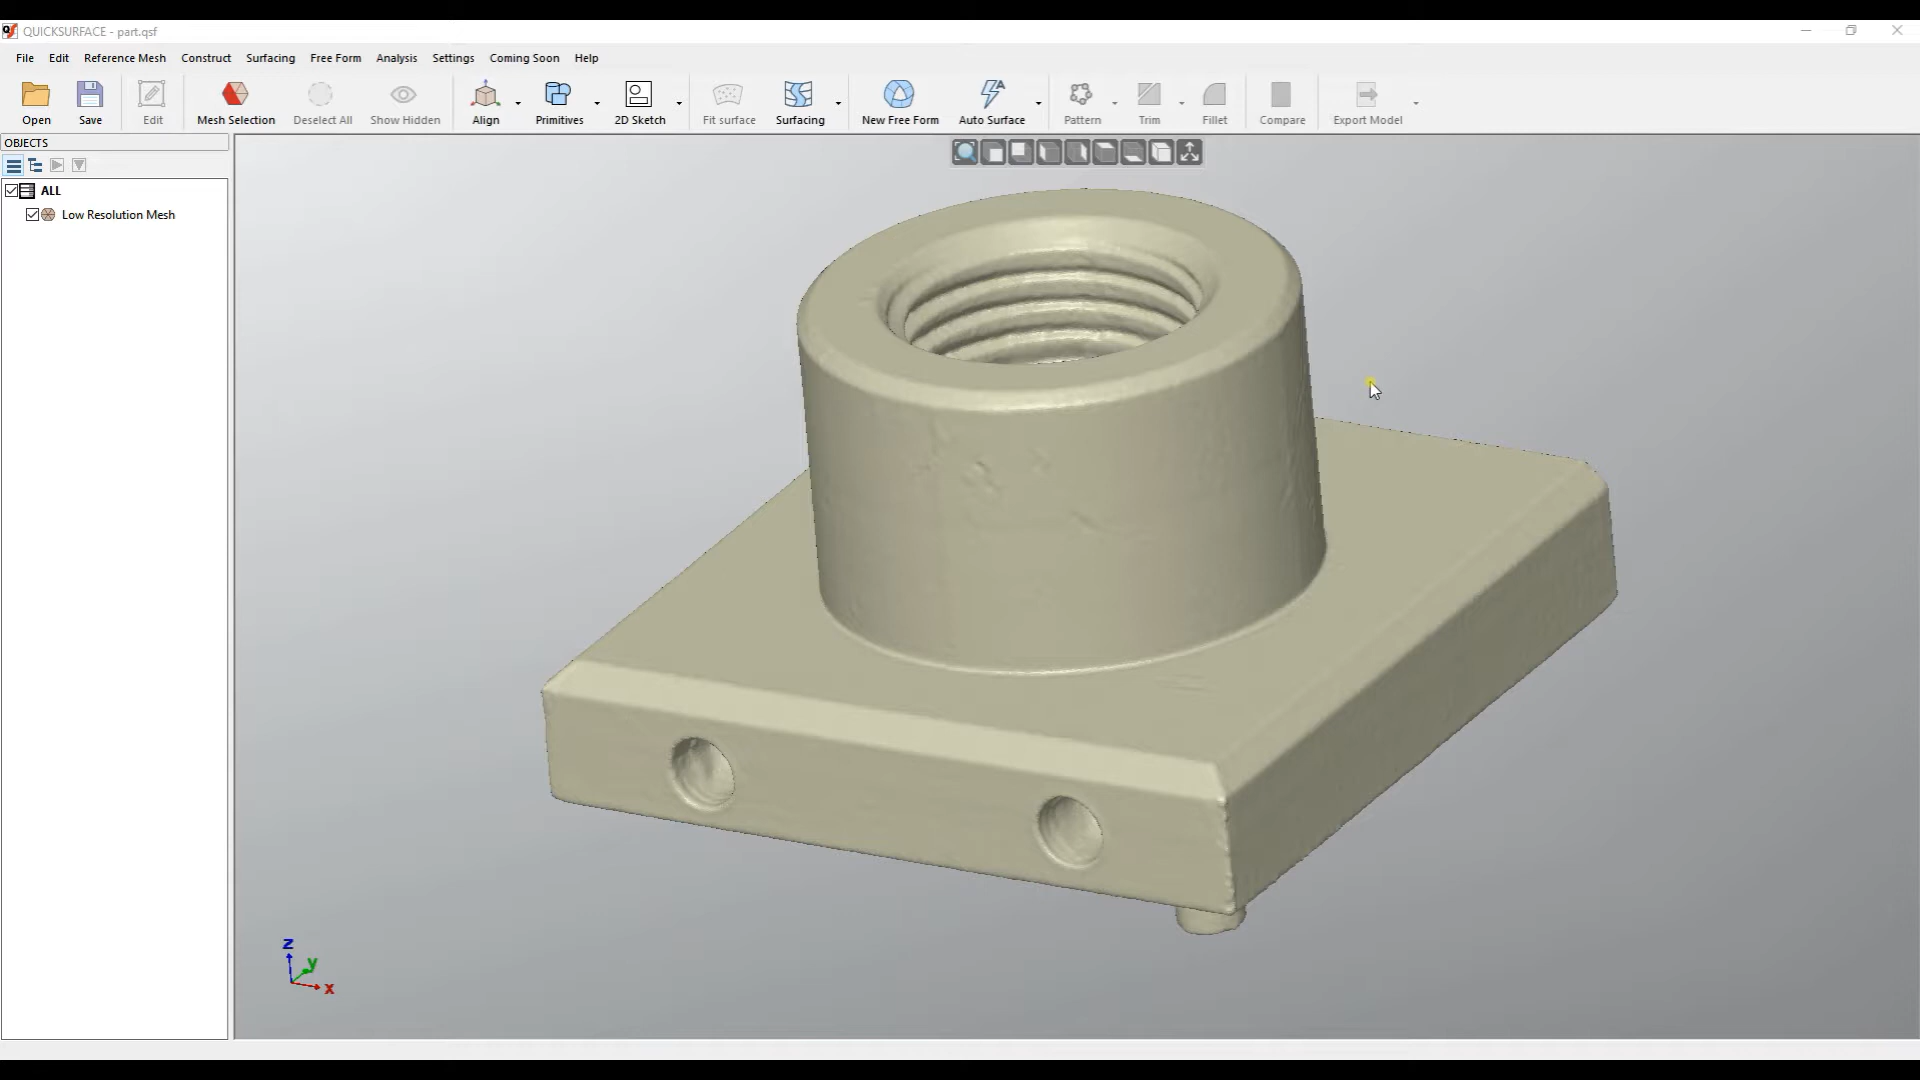 QUICKSURFACE - part.qsf
File Edit Reference Mesh Construct Surfacing Free Form Analysis Settings Coming Soon Help
Open Save Edit Mesh Selection Deselect All Show Hidden Align Primitives 2D Sketch Fit surface Surfacing New Free Form Auto Surface Pattern Trim Fillet Compare Export Model
OBJECTS
ALL
Low Resolution Mesh
z
y
x